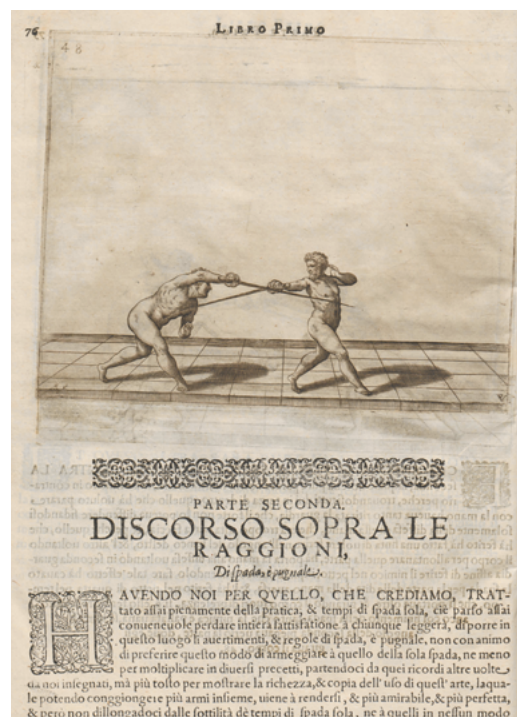 76 LIBRO PRIMO
48
PARTE SECONDA.
DISCORSO SOPRA LE
RAGGIONI,
Di spada, è pugnale.
HAVENDO NOI PER QVELLO, CHE CREDIAMO, TRAT-
tato assai pienamente della pratica, & tempi di spada sola, ciè parso assai
conueneuole perdare intiera sattisfatione à chiunque leggerà, di porre in
questo luogo li auertimenti, & regole di spada, è pugnale, non con animo
di preferire questo modo di armeggiare à quello della sola spada, ne meno
per moltiplicare in diuersi precetti, partendoci da quei ricordi altre uolte
da noi insegnati, mà più tosto per mostrare la richezza, & copia dell'uso di quest'arte, laqua-
le potendo conggiongere più armi insieme, uiene à rendersi, & più amirabile, & più perfetta,
& però non dillongadoci dalle sottilità de tempi di spada sola, ne à quelli in nessun modo